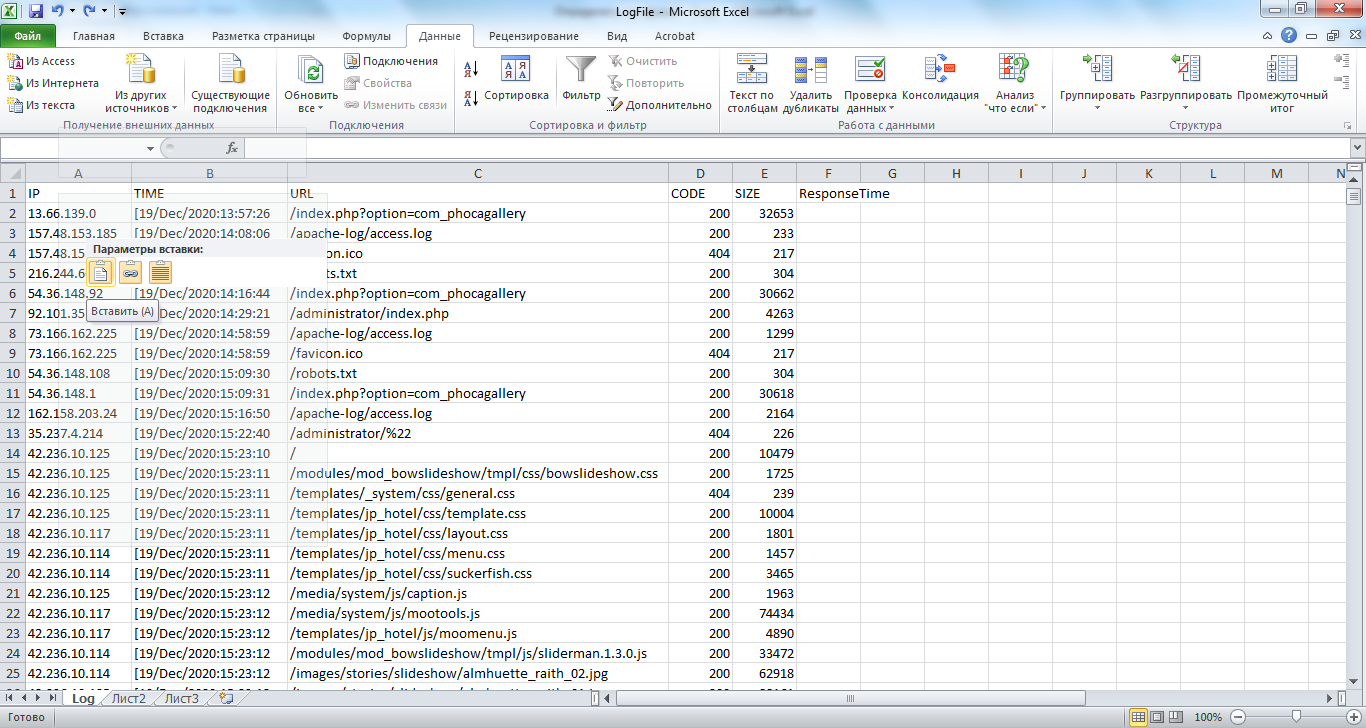 LogFile - Microsoft Excel
Файл Главная Вставка Разметка страницы Формулы Данные Рецензирование Вид Acrobat
Из Access
Из Интернета
Из текста
Из других источников
Существующие подключения
Получение внешних данных
Обновить все
Подключения
Свойства
Изменить связи
Подключения
Сортировка
Фильтр
Очистить
Повторить
Дополнительно
Сортировка и фильтр
Текст по столбцам
Удалить дубликаты
Проверка данных
Консолидация
Анализ "что если"
Работа с данными
Группировать
Разгруппировать
Промежуточный итог
Структура
fx
A B C D E F G H I J K L M N
1 IP TIME URL CODE SIZE ResponseTime
2 13.66.139.0 [19/Dec/2020:13:57:26 /index.php?option=com_phocagallery 200 32653
3 157.48.153.185 [19/Dec/2020:14:08:06 /apache-log/access.log 200 233
Параметры вставки:
4 157.48.15 on.ico 404 217
5 216.244.6 ts.txt 200 304
6 54.36.148.92 [19/Dec/2020:14:16:44 /index.php?option=com_phocagallery 200 30662
Вставить (A)
7 92.101.35 [19/Dec/2020:14:29:21 /administrator/index.php 200 4263
8 73.166.162.225 [19/Dec/2020:14:58:59 /apache-log/access.log 200 1299
9 73.166.162.225 [19/Dec/2020:14:58:59 /favicon.ico 404 217
10 54.36.148.108 [19/Dec/2020:15:09:30 /robots.txt 200 304
11 54.36.148.1 [19/Dec/2020:15:09:31 /index.php?option=com_phocagallery 200 30618
12 162.158.203.24 [19/Dec/2020:15:16:50 /apache-log/access.log 200 2164
13 35.237.4.214 [19/Dec/2020:15:22:40 /administrator/%22 404 226
14 42.236.10.125 [19/Dec/2020:15:23:10 / 200 10479
15 42.236.10.125 [19/Dec/2020:15:23:11 /modules/mod_bowslideshow/tmpl/css/bowslideshow.css 200 1725
16 42.236.10.125 [19/Dec/2020:15:23:11 /templates/_system/css/general.css 404 239
17 42.236.10.125 [19/Dec/2020:15:23:11 /templates/jp_hotel/css/template.css 200 10004
18 42.236.10.117 [19/Dec/2020:15:23:11 /templates/jp_hotel/css/layout.css 200 1801
19 42.236.10.114 [19/Dec/2020:15:23:11 /templates/jp_hotel/css/menu.css 200 1457
20 42.236.10.114 [19/Dec/2020:15:23:11 /templates/jp_hotel/css/suckerfish.css 200 3465
21 42.236.10.125 [19/Dec/2020:15:23:12 /media/system/js/caption.js 200 1963
22 42.236.10.117 [19/Dec/2020:15:23:12 /media/system/js/mootools.js 200 74434
23 42.236.10.117 [19/Dec/2020:15:23:12 /templates/jp_hotel/js/moomenu.js 200 4890
24 42.236.10.114 [19/Dec/2020:15:23:12 /modules/mod_bowslideshow/tmpl/js/sliderman.1.3.0.js 200 33472
25 42.236.10.114 [19/Dec/2020:15:23:12 /images/stories/slideshow/almhuette_raith_02.jpg 200 62918
Log Лист2 Лист3
Готово 100%